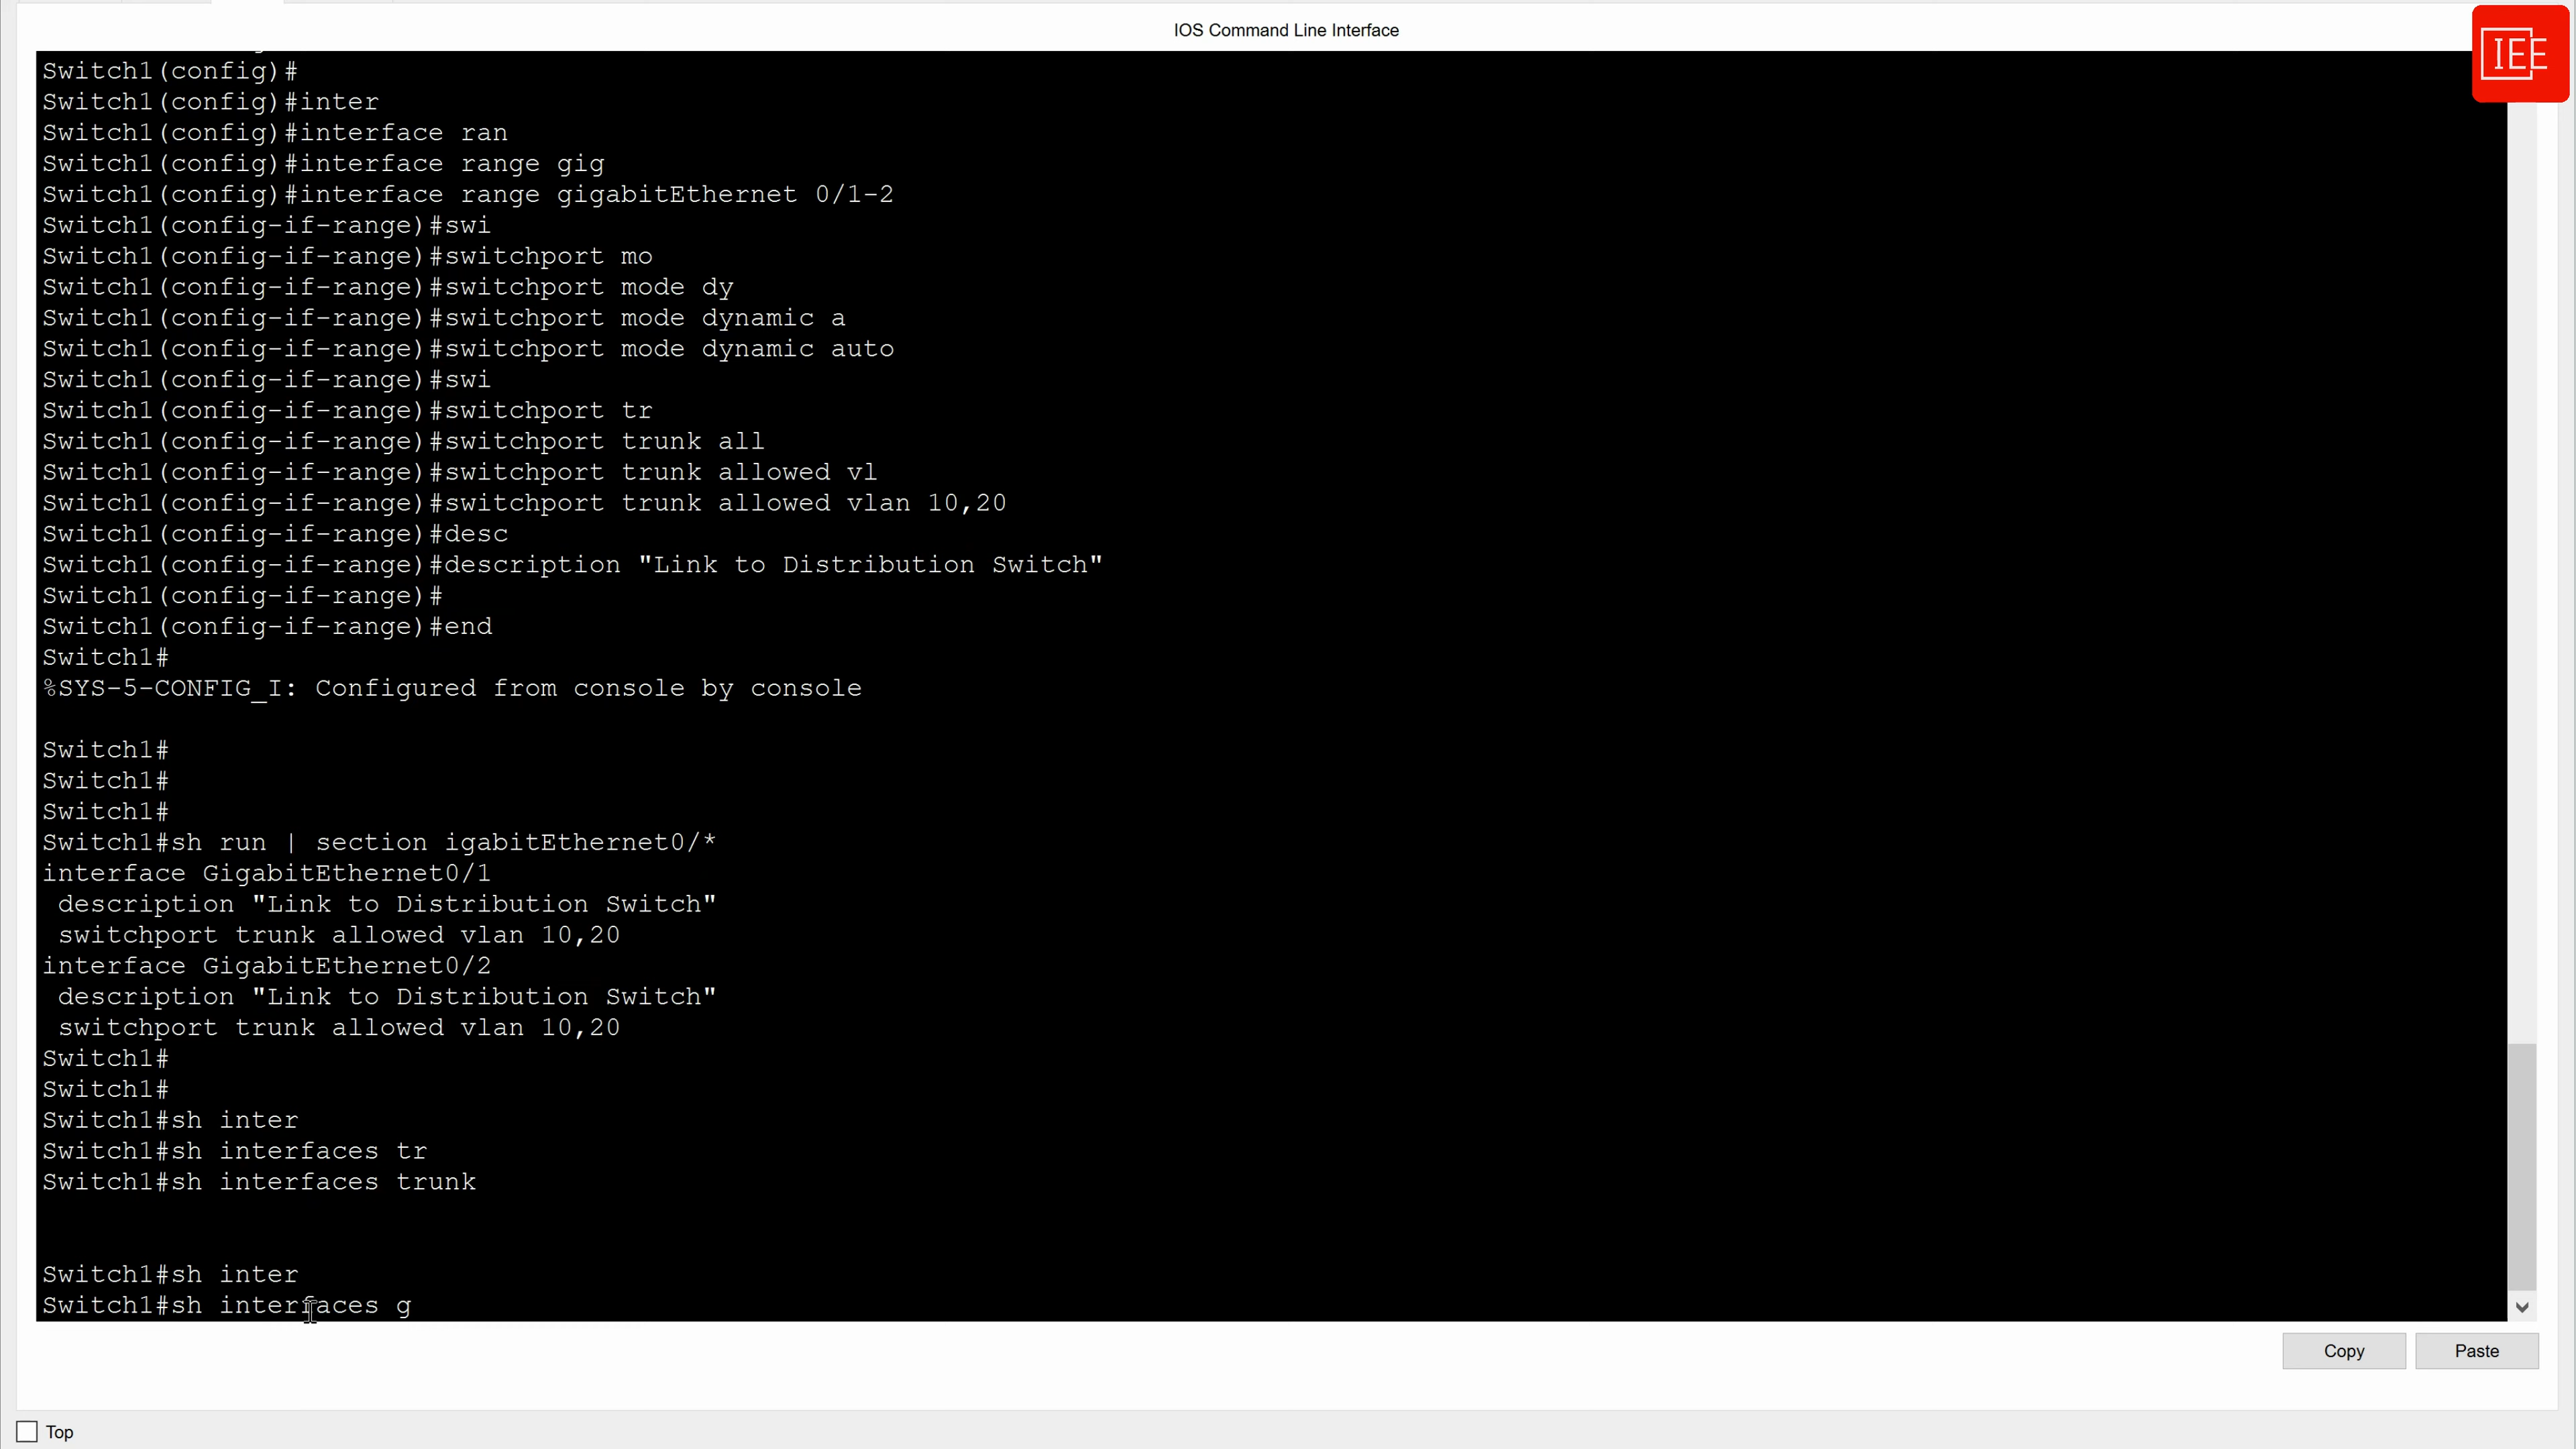 IOS Command Line Interface
IEE
Switch1(config)#
Switch1(config)#inter
Switch1(config)#interface ran
Switch1(config)#interface range gig
Switch1(config)#interface range gigabitEthernet 0/1-2
Switch1(config-if-range)#swi
Switch1(config-if-range)#switchport mo
Switch1(config-if-range)#switchport mode dy
Switch1(config-if-range)#switchport mode dynamic a
Switch1(config-if-range)#switchport mode dynamic auto
Switch1(config-if-range)#swi
Switch1(config-if-range)#switchport tr
Switch1(config-if-range)#switchport trunk all
Switch1(config-if-range)#switchport trunk allowed vl
Switch1(config-if-range)#switchport trunk allowed vlan 10,20
Switch1(config-if-range)#desc
Switch1(config-if-range)#description "Link to Distribution Switch"
Switch1(config-if-range)#
Switch1(config-if-range)#end
Switch1#
%SYS-5-CONFIG_I: Configured from console by console
Switch1#
Switch1#
Switch1#
Switch1#sh run | section igabitEthernet0/*
interface GigabitEthernet0/1
description "Link to Distribution Switch"
switchport trunk allowed vlan 10,20
interface GigabitEthernet0/2
description "Link to Distribution Switch"
switchport trunk allowed vlan 10,20
Switch1#
Switch1#
Switch1#sh inter
Switch1#sh interfaces tr
Switch1#sh interfaces trunk
Switch1#sh inter
Switch1#sh interfaces g
Copy Paste
Top